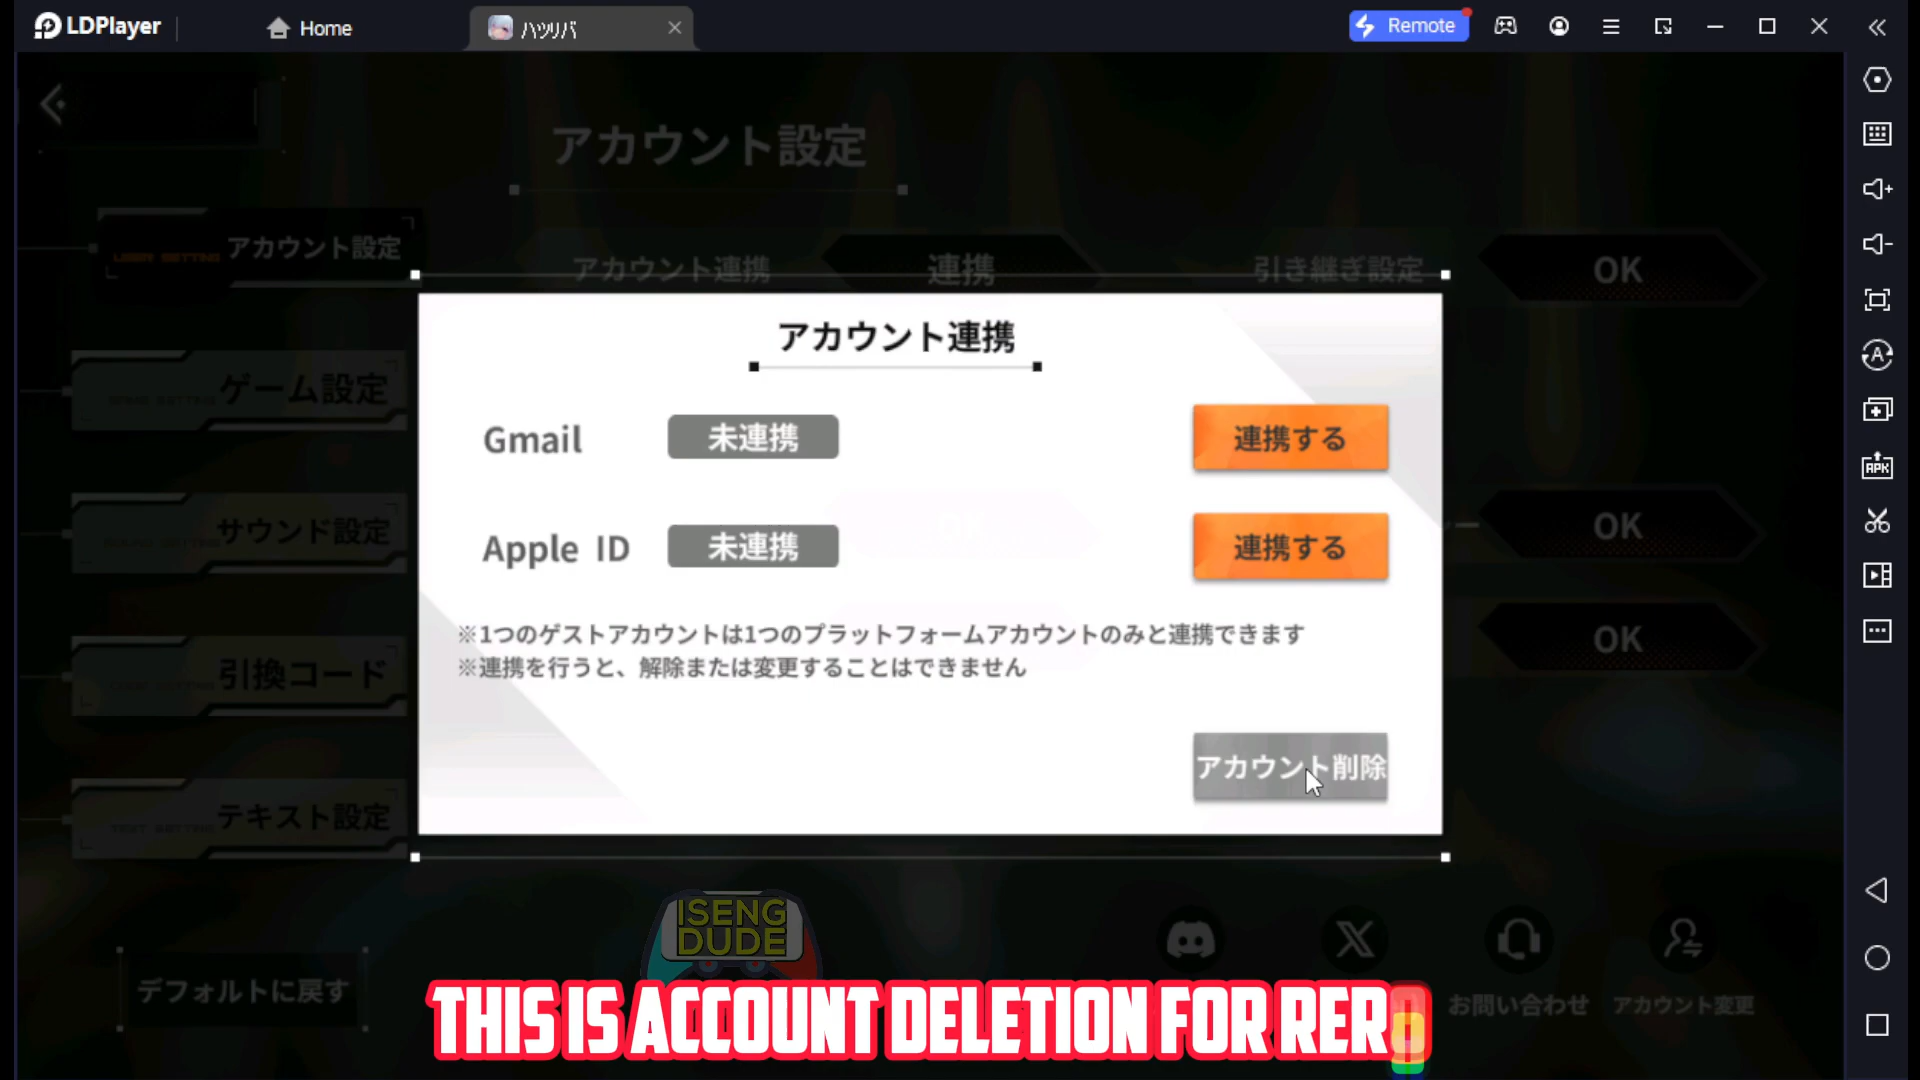 LDPlayer
Home
ハツリバ
Remote
アカウント設定
USER SETTING アカウント設定
アカウント連携
連携
引き継ぎ設定
OK
アカウント連携
Gmail
未連携
連携する
Apple ID
未連携
連携する
※1つのゲストアカウントは1つのプラットフォームアカウントのみと連携できます
※連携を行うと、解除または変更することはできません
アカウント削除
ゲーム設定
サウンド設定
OK
引換コード
OK
テキスト設定
APK
デフォルトに戻す
ISENG
DUDE
お問い合わせ
アカウント変更
THIS IS ACCOUNT DELETION FOR RER